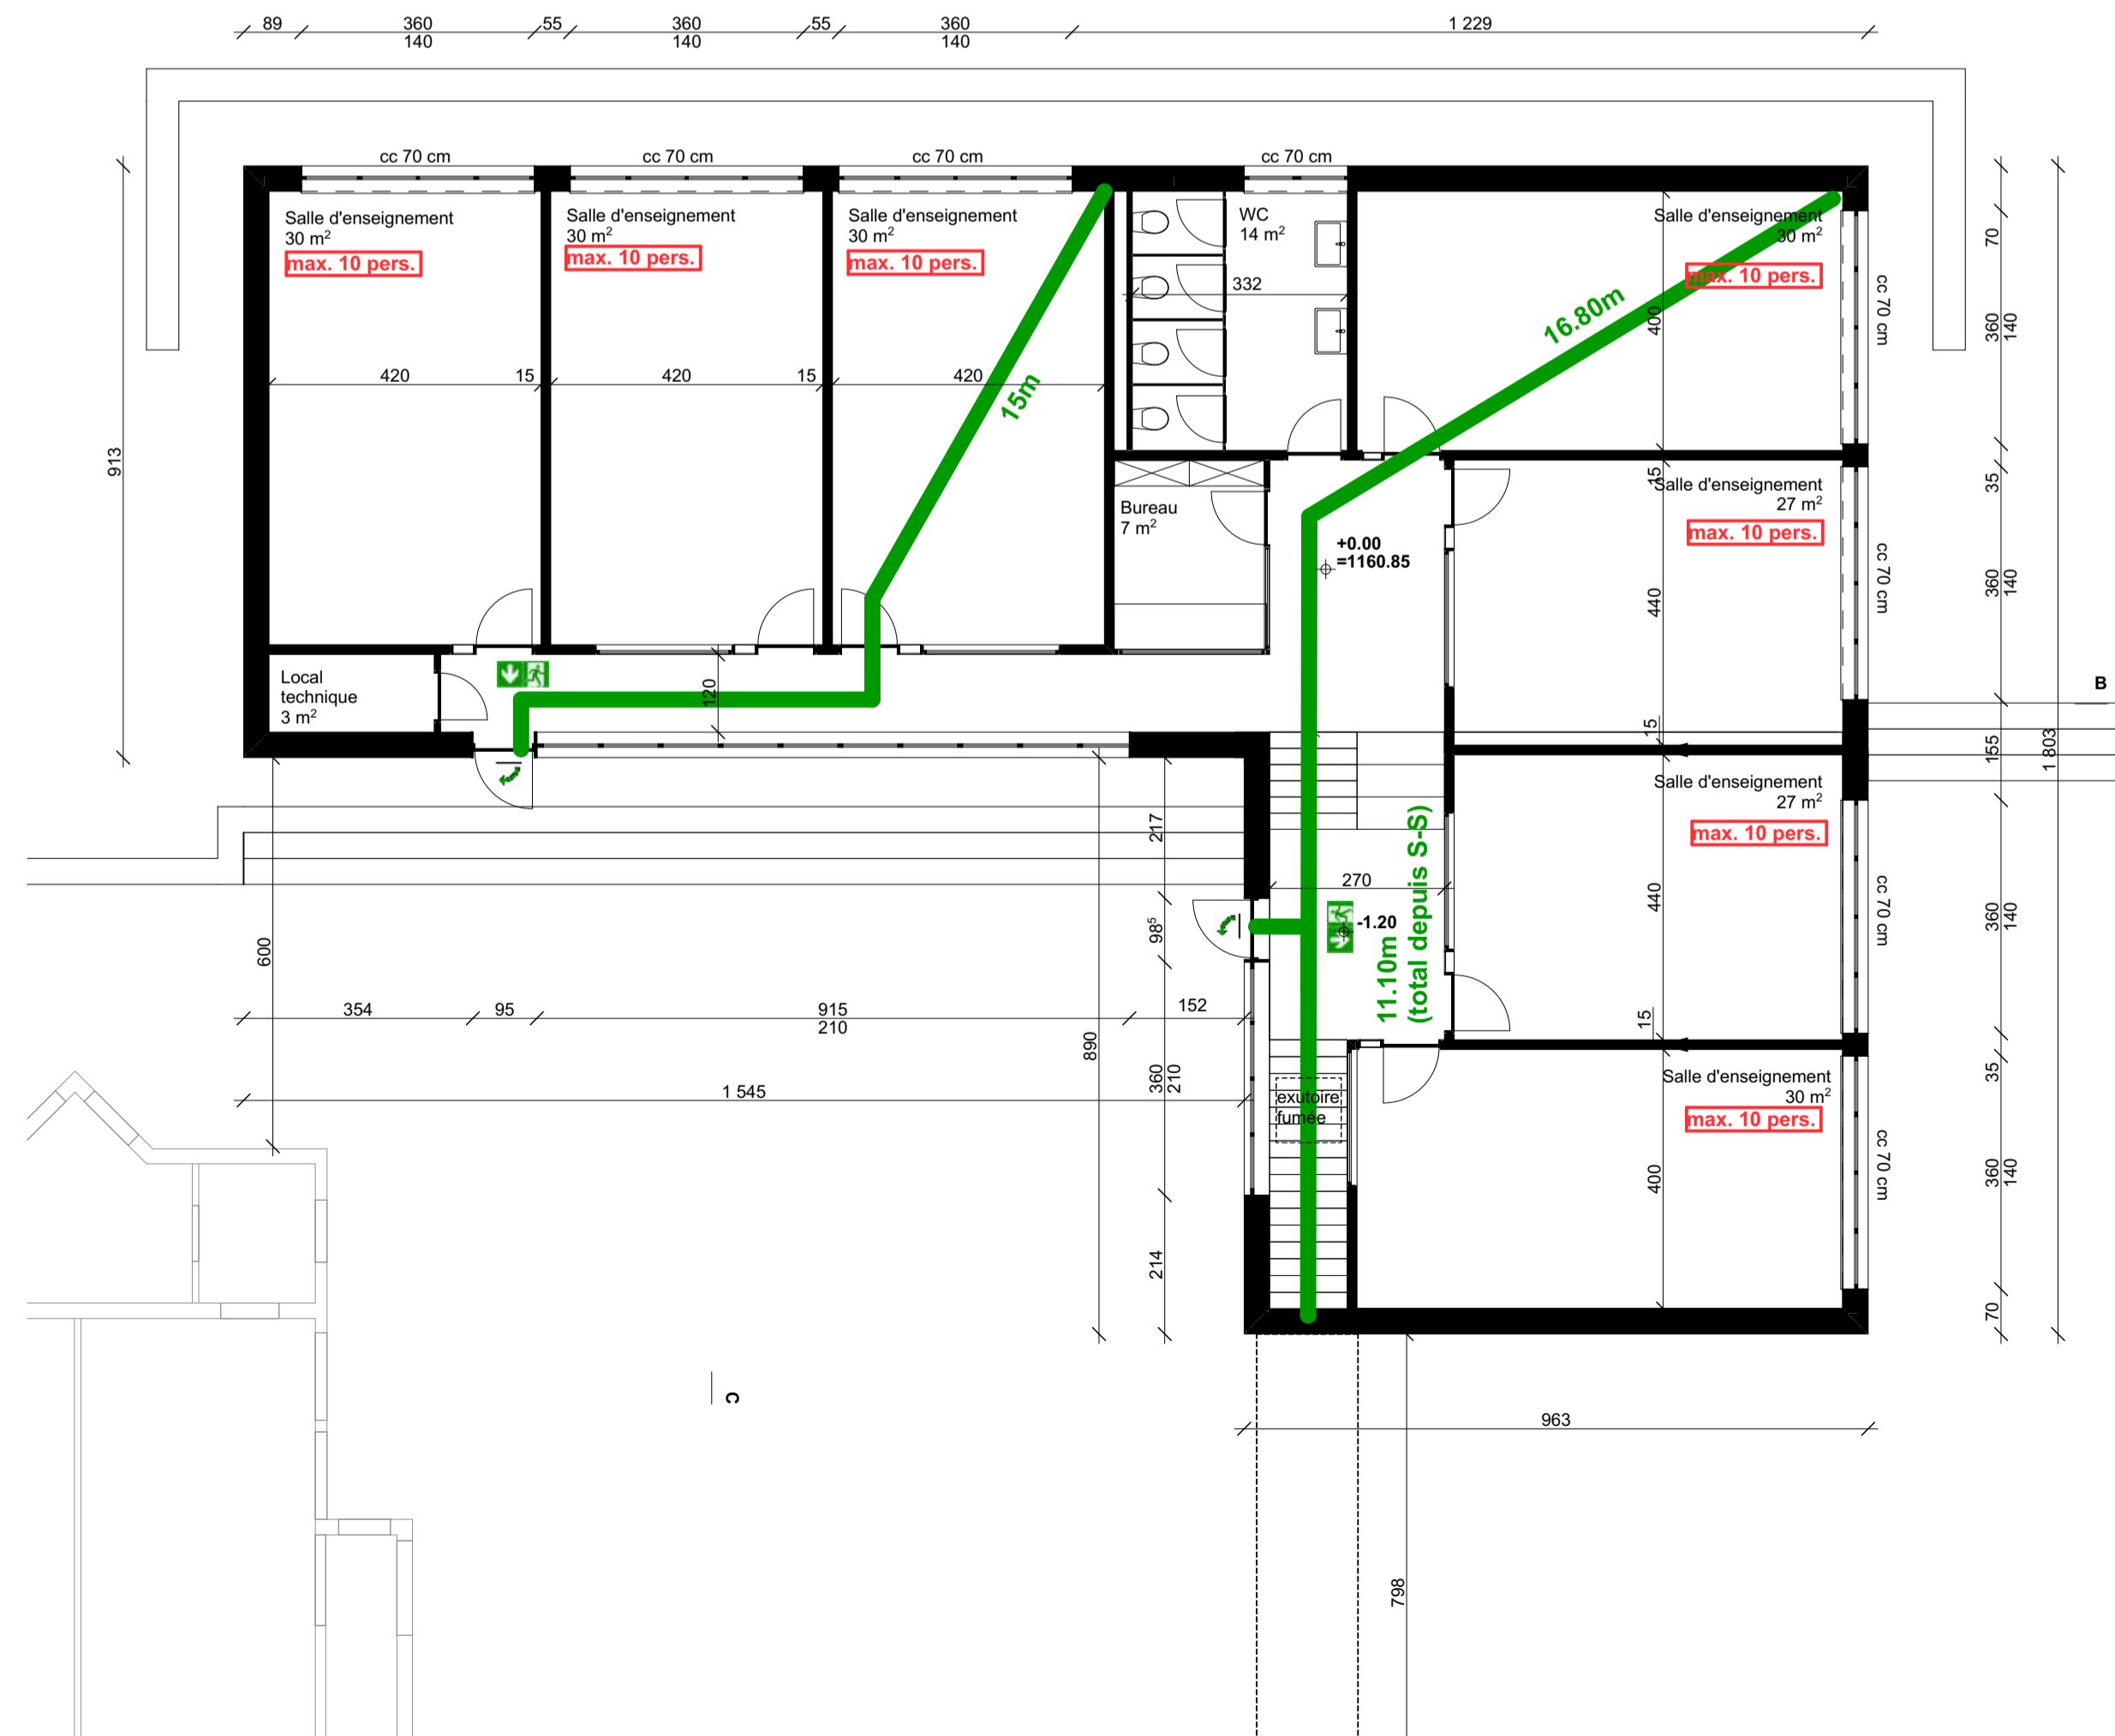 89
360
140
55
360
140
55
360
140
1 229
cc 70 cm
cc 70 cm
cc 70 cm
cc 70 cm
Salle d'enseignement
30 m²
max. 10 pers.
Salle d'enseignement
30 m²
max. 10 pers.
Salle d'enseignement
30 m²
max. 10 pers.
WC
14 m²
332
Salle d'enseignement
30 m²
max. 10 pers.
16.80m
400
cc 70 cm
70
360
140
420
15
420
15
420
15m
913
Bureau
7 m²
+0.00
=1160.85
15
Salle d'enseignement
27 m²
max. 10 pers.
440
cc 70 cm
35
360
140
Local
technique
3 m²
120
15
B
155
1 803
Salle d'enseignement
27 m²
max. 10 pers.
440
cc 70 cm
360
140
217
270
98⁵
-1.20
11.10m
(total depuis S-S)
600
354
95
915
210
152
890
360
210
1 545
15
35
exutoire
fumée
Salle d'enseignement
30 m²
max. 10 pers.
400
cc 70 cm
360
140
214
70
C
963
798